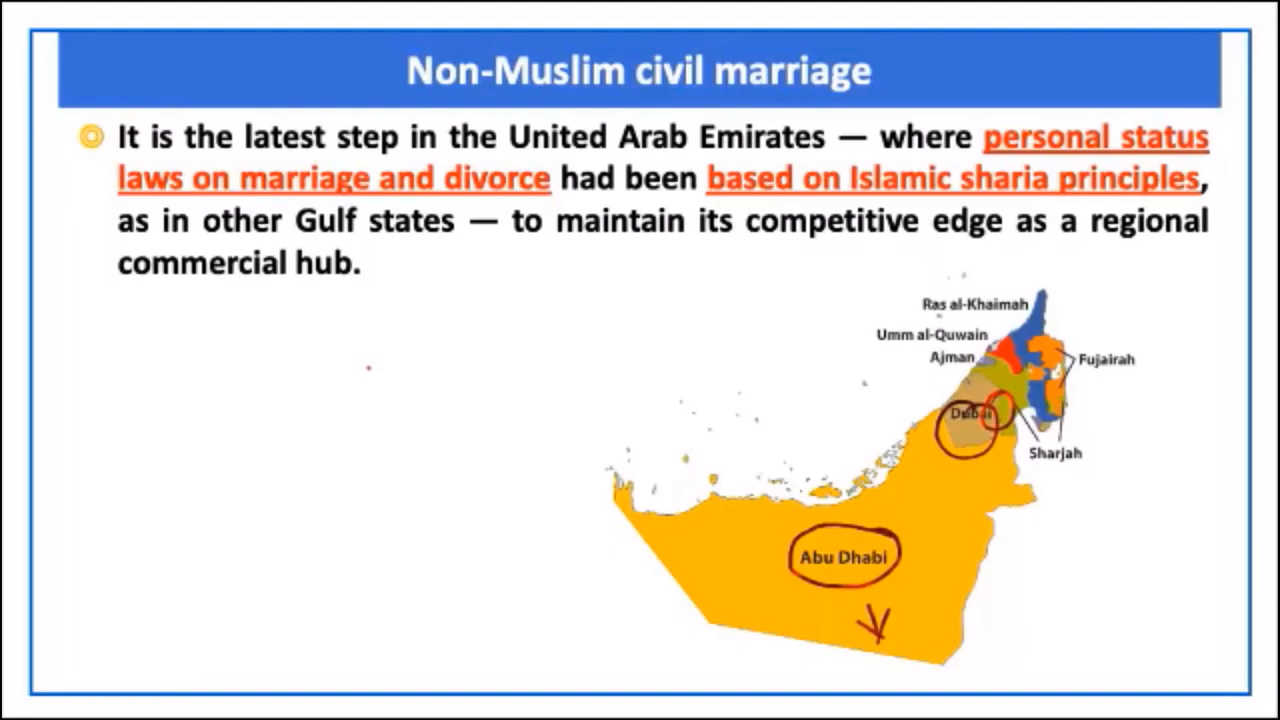 Non-Muslim civil marriage
It is the latest step in the United Arab Emirates — where personal status
laws on marriage and divorce had been based on Islamic sharia principles,
as in other Gulf states — to maintain its competitive edge as a regional
commercial hub.
Ras al-Khaimah
Umm al-Quwain
Ajman
Fujairah
Dubai
Sharjah
Abu Dhabi